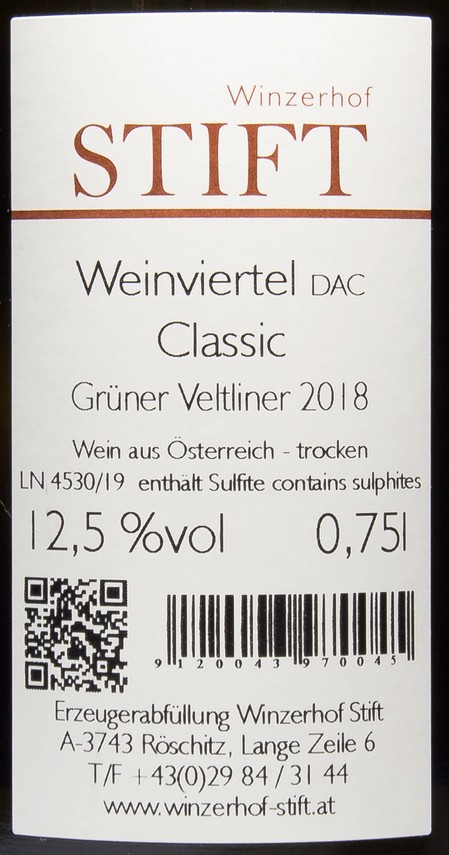 Winzerhof
STIFT
Weinviertel DAC
Classic
Grüner Veltliner 2018
Wein aus Österreich - trocken
LN 4530/19 enthält Sulfite contains sulphites
12,5 %vol 0,75l
9 120043 970045
Erzeugerabfüllung Winzerhof Stift
A-3743 Röschitz, Lange Zeile 6
T/F +43(0)29 84 / 31 44
www.winzerhof-stift.at